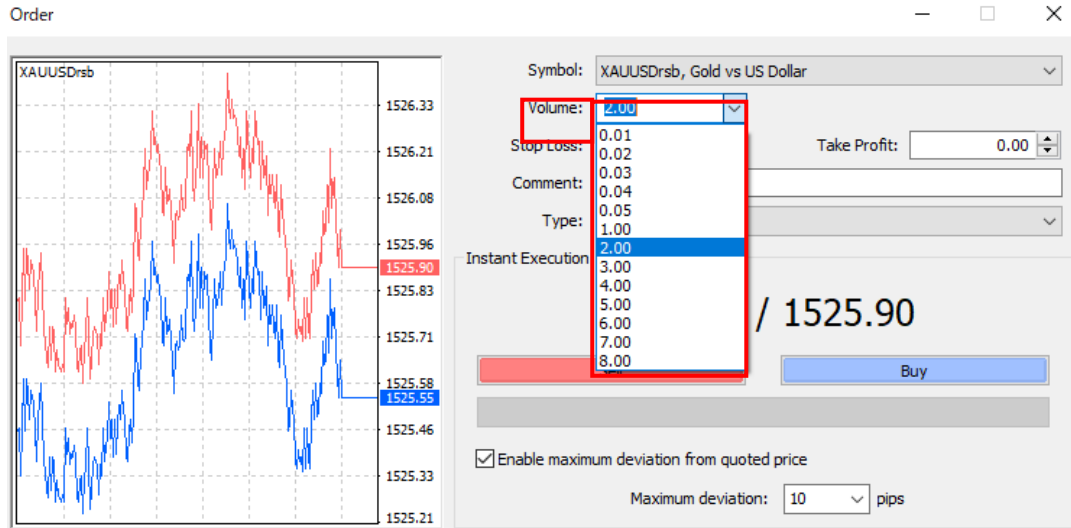 Order
XAUUSDrsb
1526.33
1526.21
1526.08
1525.96
1525.90
1525.83
1525.71
1525.58
1525.55
1525.46
1525.33
1525.21
Symbol: XAUUSDrsb, Gold vs US Dollar
Volume: 2.00
0.01
0.02
0.03
0.04
0.05
1.00
2.00
3.00
4.00
5.00
6.00
7.00
8.00
Stop Loss:
Take Profit: 0.00
Comment:
Type:
Instant Execution
/ 1525.90
Buy
Enable maximum deviation from quoted price
Maximum deviation: 10 pips